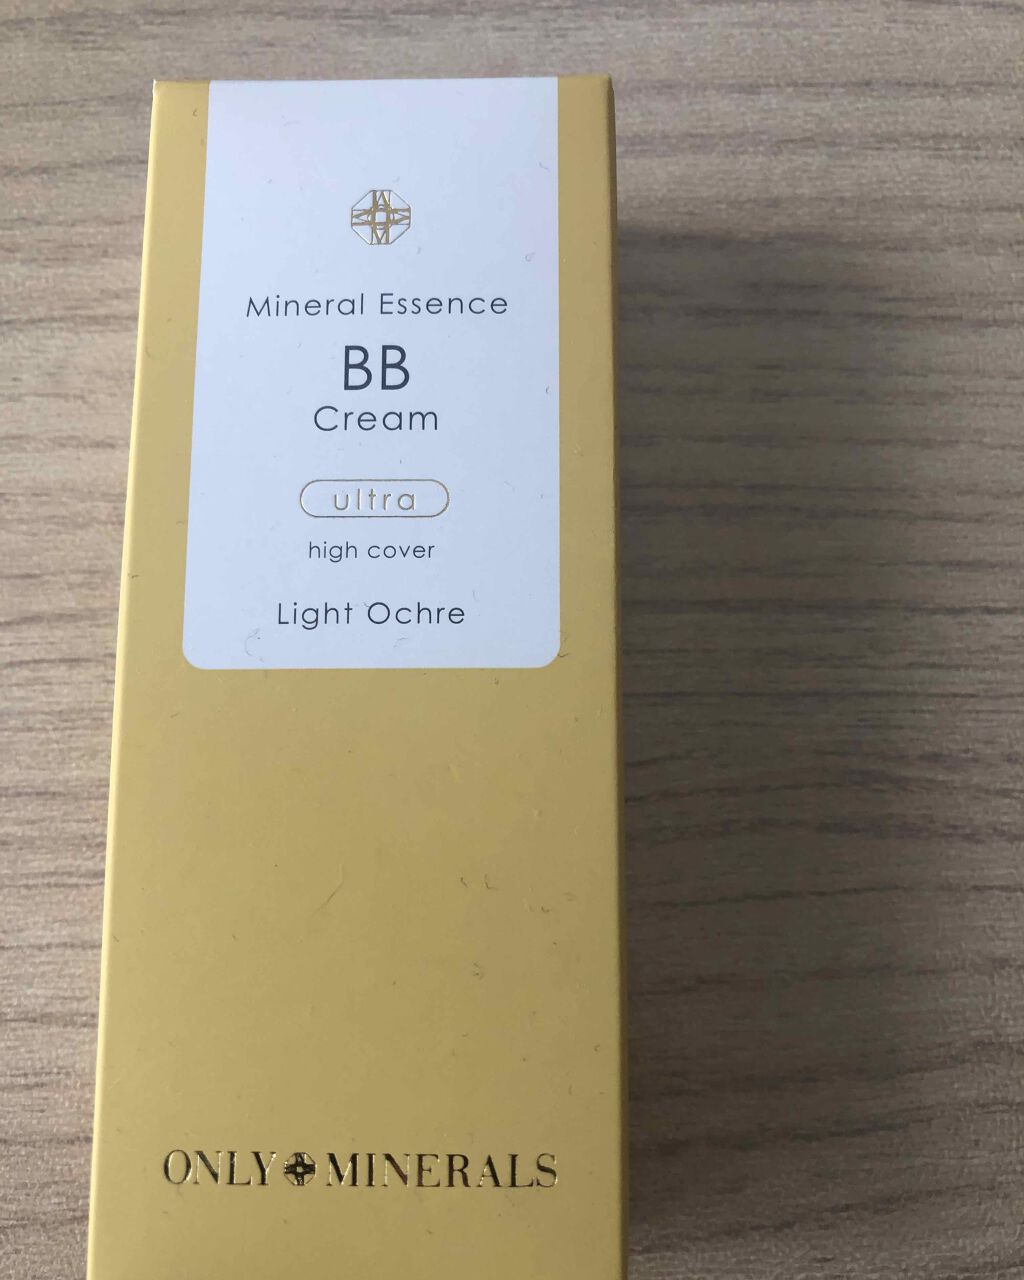 Mineral Essence
BB
Cream
ultra
high cover
Light Ochre
ONLY MINERALS